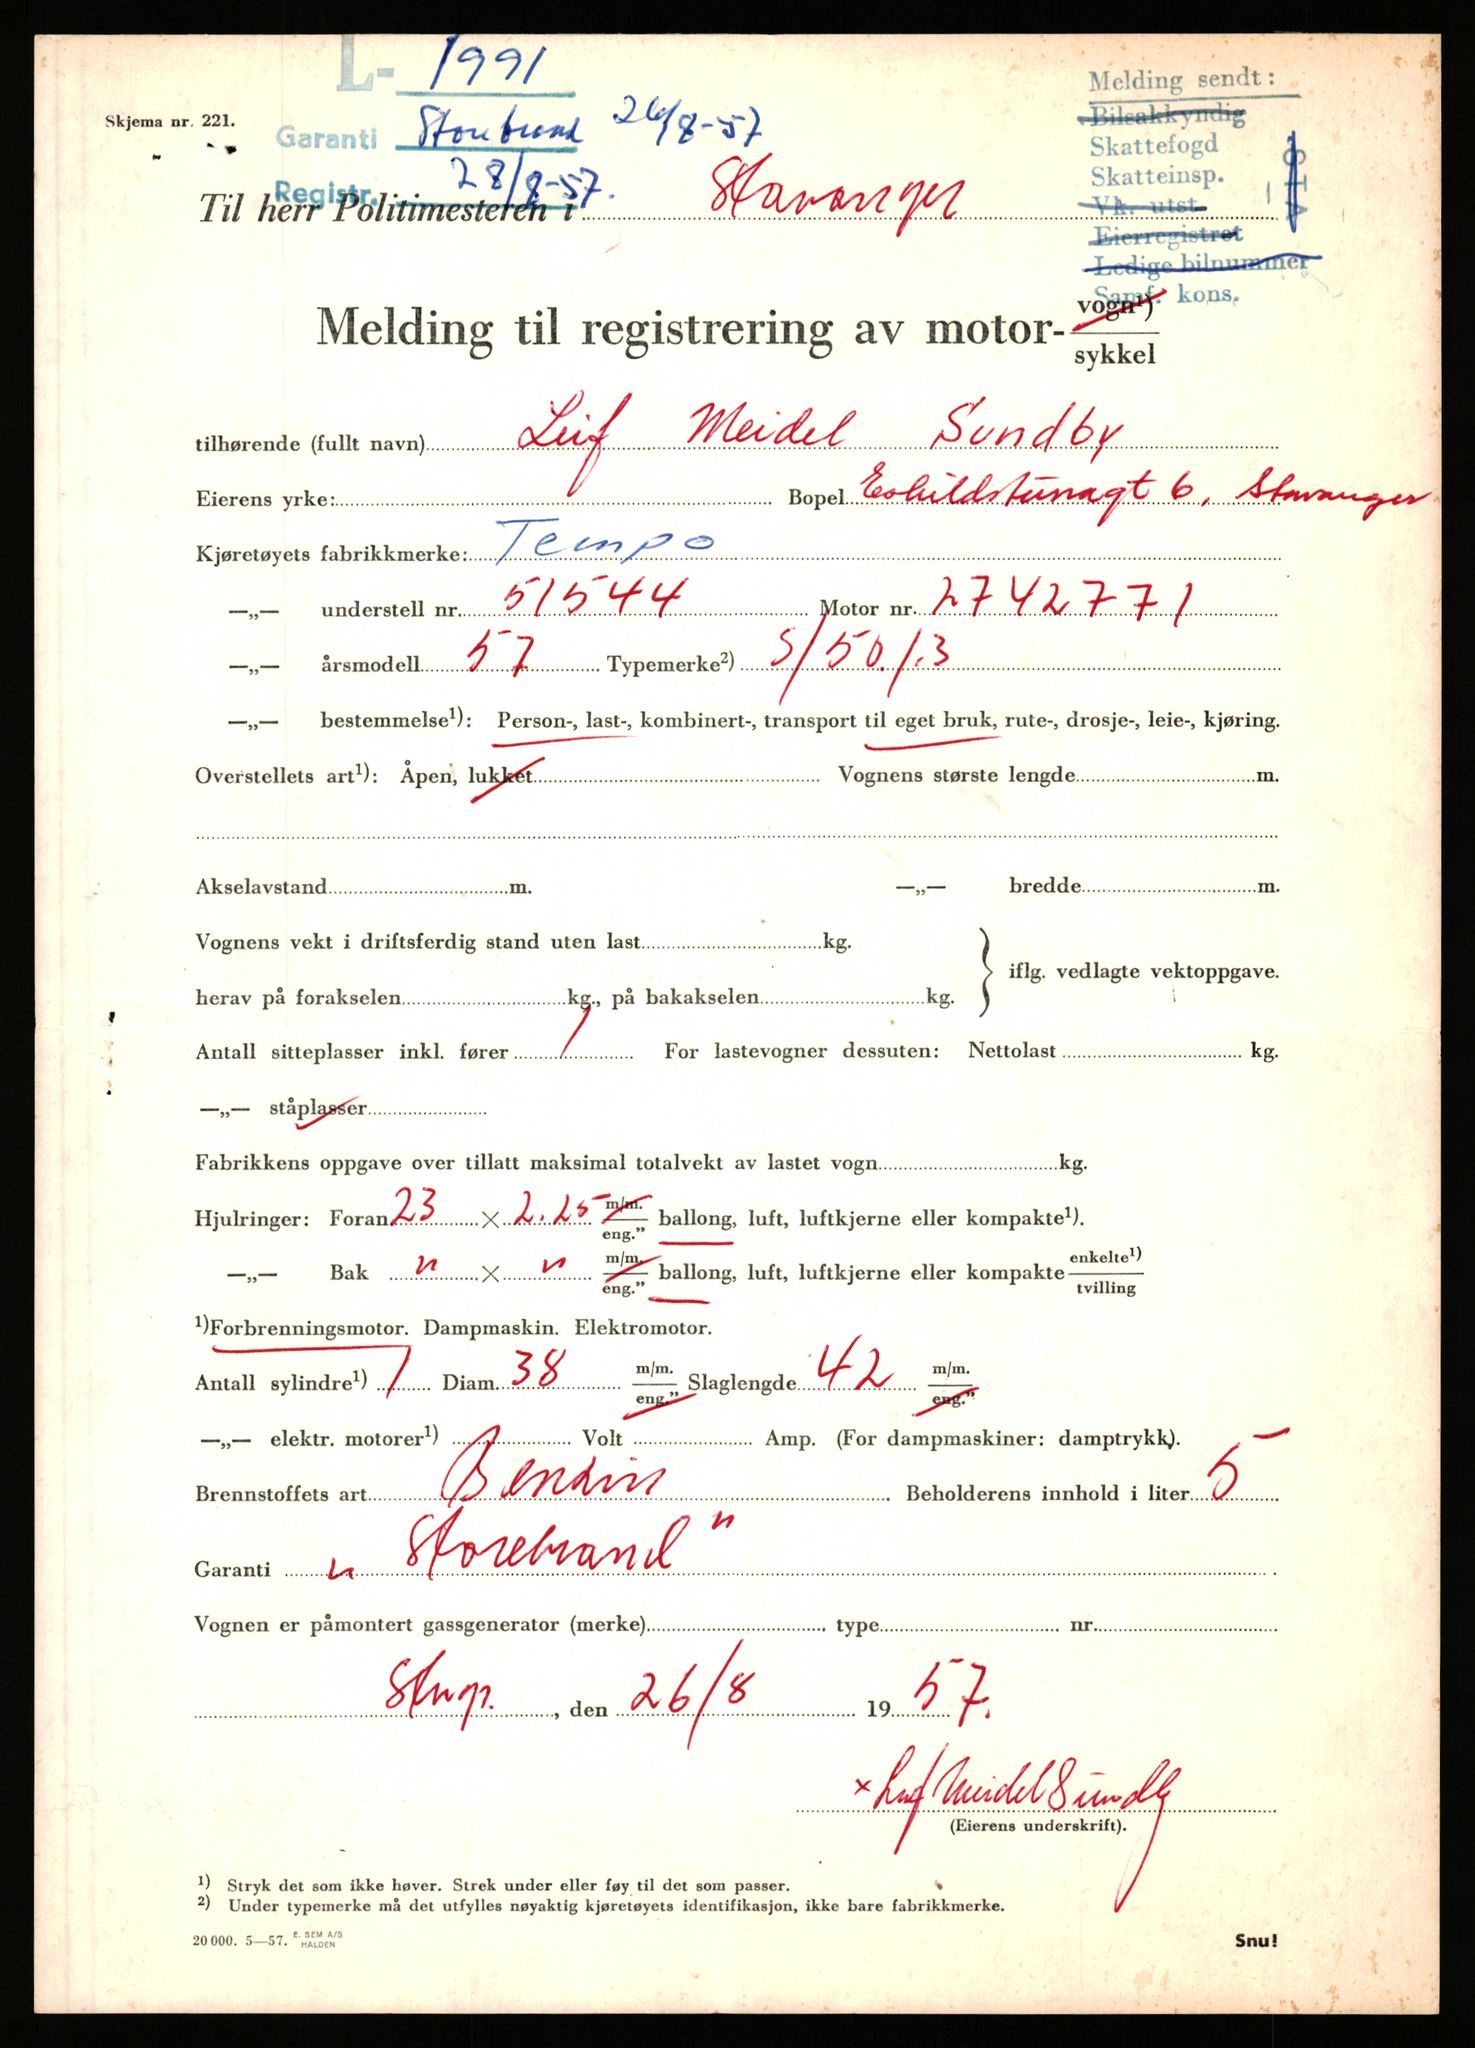 L- 1991
Skjema nr. 221.
Garanti Storebrand 26/8-57
Registr. 28/8-57.
Melding sendt:
Bilsakkyndig
Skattefogd
Skatteinsp.
Vk. utst
Eierregistret
Ledige bilnummer
Samf. kons.
Til herr Politimesteren i Stavanger
Melding til registrering av motor- vogn¹)
sykkel
tilhørende (fullt navn) Leif Meidel Sundby
Eierens yrke: Bopel Eskildstunagt 6, Stavanger
Kjøretøyets fabrikkmerke: Tempo
—„— understell nr. 51544 Motor nr. 2742771
—„— årsmodell 57 Typemerke²) S/50/.3
—„— bestemmelse¹): Person-, last-, kombinert-, transport til eget bruk, rute-, drosje-, leie-, kjøring.
Overstellets art¹): Åpen, lukket Vognens største lengde m.
Akselavstand m. —„— bredde m.
Vognens vekt i driftsferdig stand uten last kg.
iflg. vedlagte vektoppgave.
herav på forakselen kg., på bakakselen kg.
Antall sitteplasser inkl. fører 1 For lastevogner dessuten: Nettolast kg.
—„— ståplasser
Fabrikkens oppgave over tillatt maksimal totalvekt av lastet vogn kg.
Hjulringer: Foran 23 × 2.25 m/m. eng." ballong, luft, luftkjerne eller kompakte¹).
—„— Bak " × " m/m. eng." ballong, luft, luftkjerne eller kompakte enkelte¹) tvilling
¹)Forbrenningsmotor. Dampmaskin. Elektromotor.
Antall sylindre¹) 1 Diam. 38 m/m. eng." Slaglengde 42 m/m. eng."
—„— elektr. motorer¹) Volt Amp. (For dampmaskiner: damptrykk).
Brennstoffets art Benzin Beholderens innhold i liter 5
Garanti " Storebrand "
Vognen er påmontert gassgenerator (merke) type nr.
Stvgr. , den 26/8 19 57.
x Leif Meidel Sundby
(Eierens underskrift).
¹) Stryk det som ikke høver. Strek under eller føy til det som passer.
²) Under typemerke må det utfylles nøyaktig kjøretøyets identifikasjon, ikke bare fabrikkmerke.
20 000. 5—57. E. SEM A/S HALDEN
Snu!